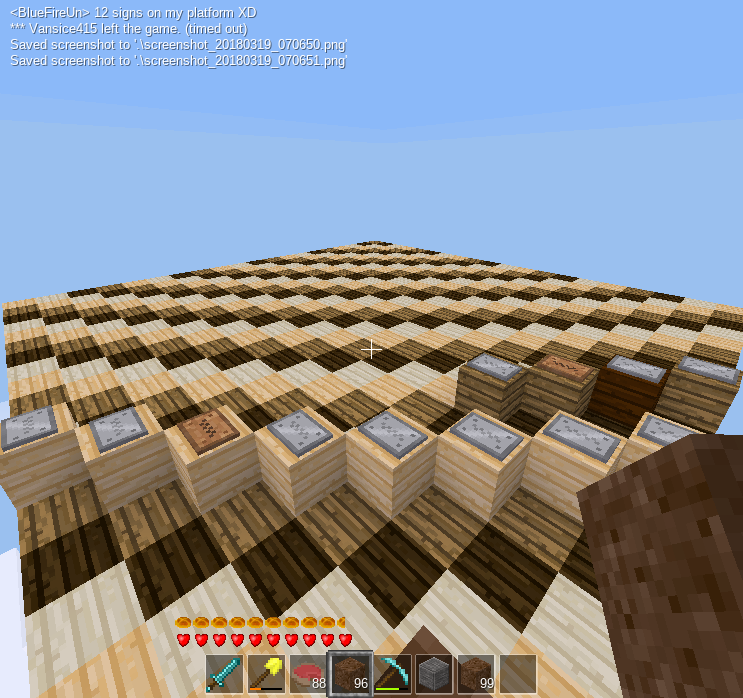 <BlueFireUn> 12 signs on my platform XD
*** Vansice415 left the game. (timed out)
Saved screenshot to '.\screenshot_20180319_070650.png'
Saved screenshot to '.\screenshot_20180319_070651.png'
88
96
99